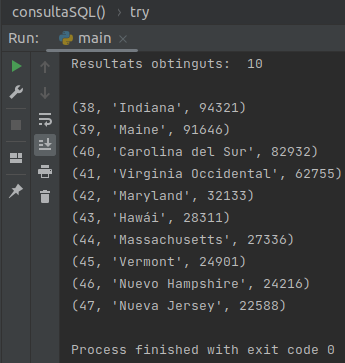 consultaSQL() › try
Run: main ×
Resultats obtinguts:  10
(38, 'Indiana', 94321)
(39, 'Maine', 91646)
(40, 'Carolina del Sur', 82932)
(41, 'Virginia Occidental', 62755)
(42, 'Maryland', 32133)
(43, 'Hawái', 28311)
(44, 'Massachusetts', 27336)
(45, 'Vermont', 24901)
(46, 'Nuevo Hampshire', 24216)
(47, 'Nueva Jersey', 22588)
Process finished with exit code 0